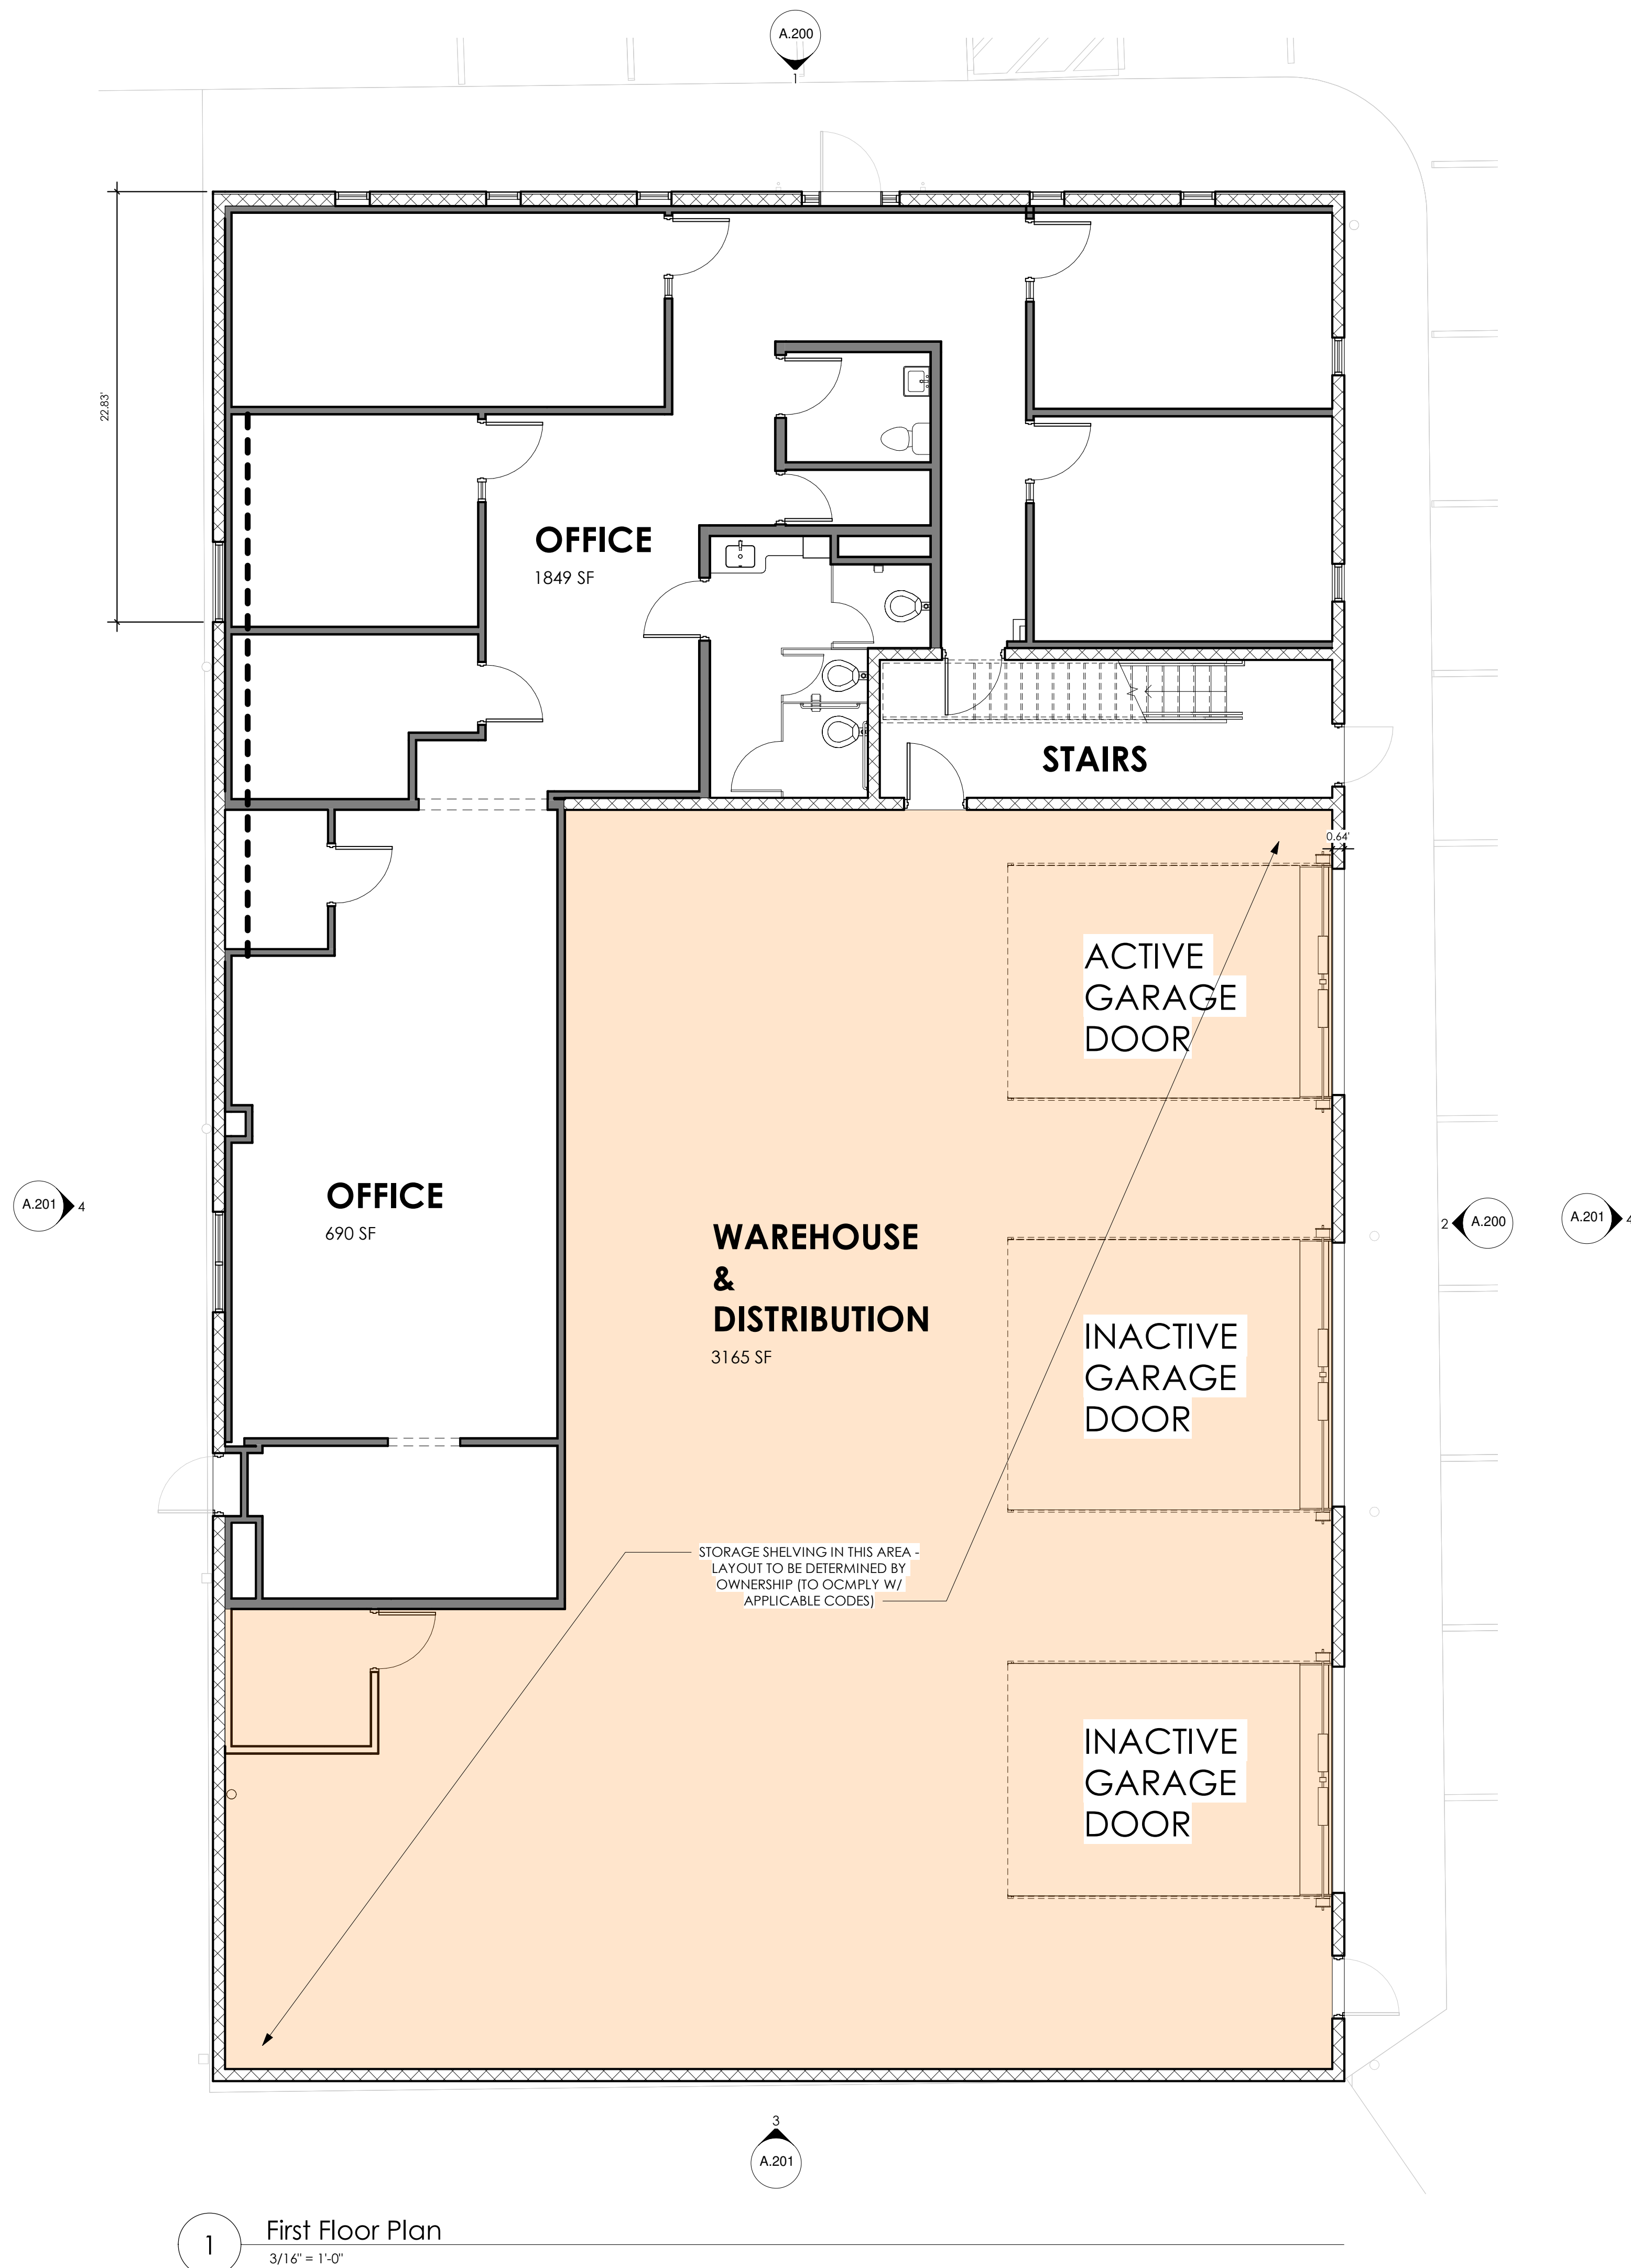 A.200
1
22.83'
OFFICE
1849 SF
STAIRS
0.64'
ACTIVE
GARAGE
DOOR
OFFICE
690 SF
A.201
4
WAREHOUSE
&
DISTRIBUTION
3165 SF
2
A.200
A.201
4
INACTIVE
GARAGE
DOOR
STORAGE SHELVING IN THIS AREA -
LAYOUT TO BE DETERMINED BY
OWNERSHIP (TO OCMPLY W/
APPLICABLE CODES)
INACTIVE
GARAGE
DOOR
3
A.201
1
First Floor Plan
3/16" = 1'-0"